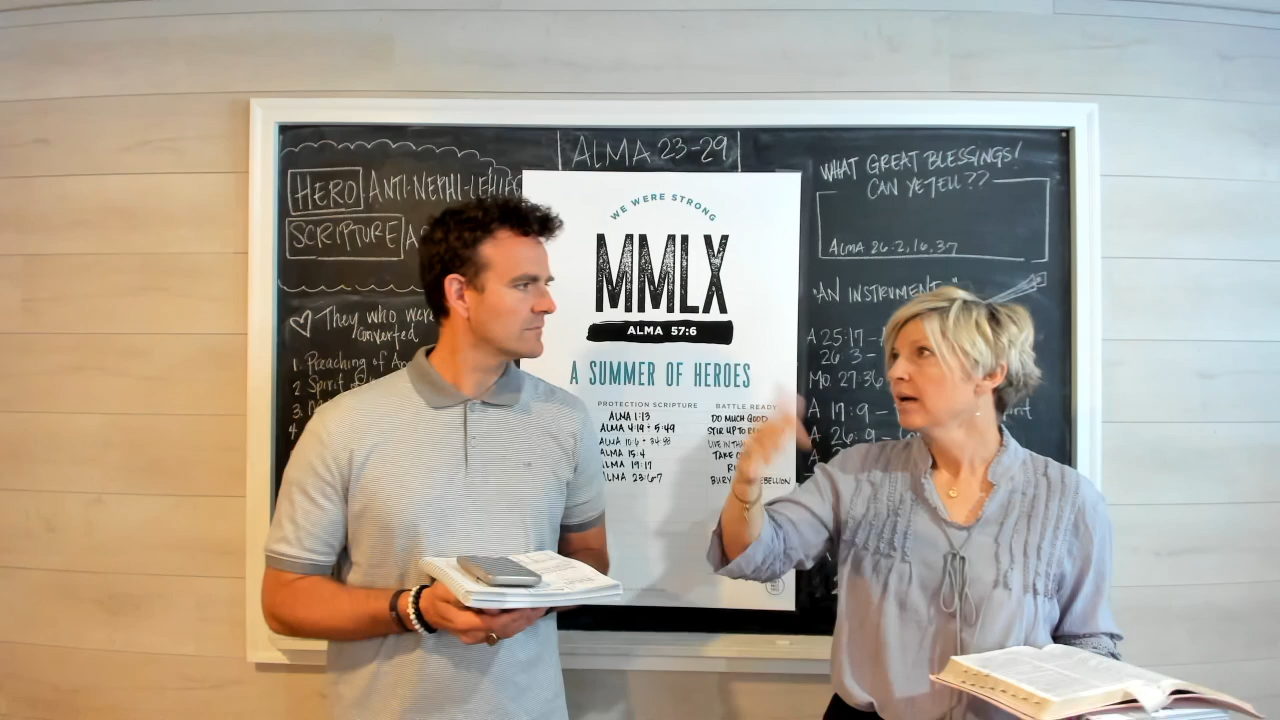 ALMA 23-29
HERO ANTI-NEPHI-LEHIES
SCRIPTURE
They who were
Converted
1. Preaching of
2 Spirit
3.
4
WE WERE STRONG
MMLX
ALMA 57:6
A SUMMER OF HEROES
PROTECTION SCRIPTURE BATTLE READY
ALMA 1:13 DO MUCH GOOD
ALMA 4:19 + 5:49 STIR UP TO
ALMA 10:6 + 34:38 LIVE IN
ALMA 15:4 TAKE
ALMA 19:17
ALMA 23:6-7 BURY REBELLION
WHAT GREAT BLESSINGS!
CAN YE TELL??
ALMA 26-2,16,37
"AN INSTRUMENT"
A 25:17-
26:3-
MO. 27:36
A 17:9 -
A 26:9 -
A